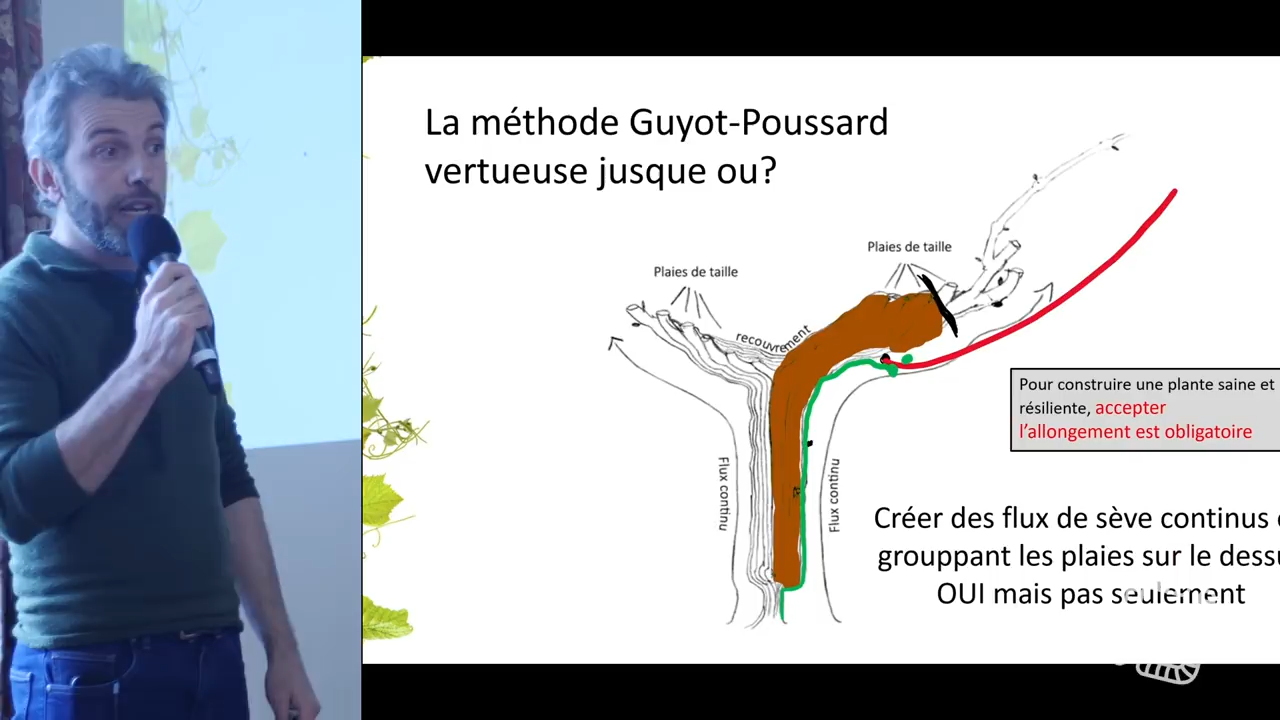 La méthode Guyot-Poussard
vertueuse jusque ou?
Plaies de taille
Plaies de taille
recouvrement
Pour construire une plante saine et
résiliente, accepter
l'allongement est obligatoire
Flux continu
Flux continu
Créer des flux de sève continus
grouppant les plaies sur le
OUI mais pas seulement